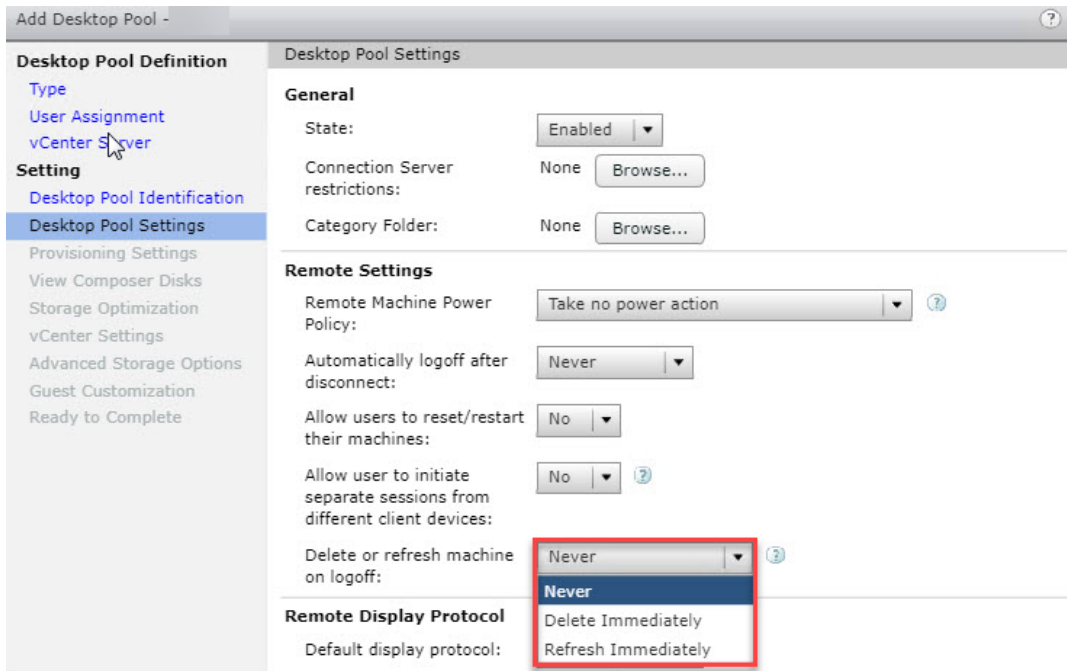 Add Desktop Pool -
?
Desktop Pool Definition
Type
User Assignment
vCenter Server
Setting
Desktop Pool Identification
Desktop Pool Settings
Provisioning Settings
View Composer Disks
Storage Optimization
vCenter Settings
Advanced Storage Options
Guest Customization
Ready to Complete
Desktop Pool Settings
General
State:
Enabled
Connection Server
restrictions:
None
Browse...
Category Folder:
None
Browse...
Remote Settings
Remote Machine Power
Policy:
Take no power action
?
Automatically logoff after
disconnect:
Never
Allow users to reset/restart
their machines:
No
Allow user to initiate
separate sessions from
different client devices:
No
?
Delete or refresh machine
on logoff:
Never
?
Never
Delete Immediately
Refresh Immediately
Remote Display Protocol
Default display protocol: